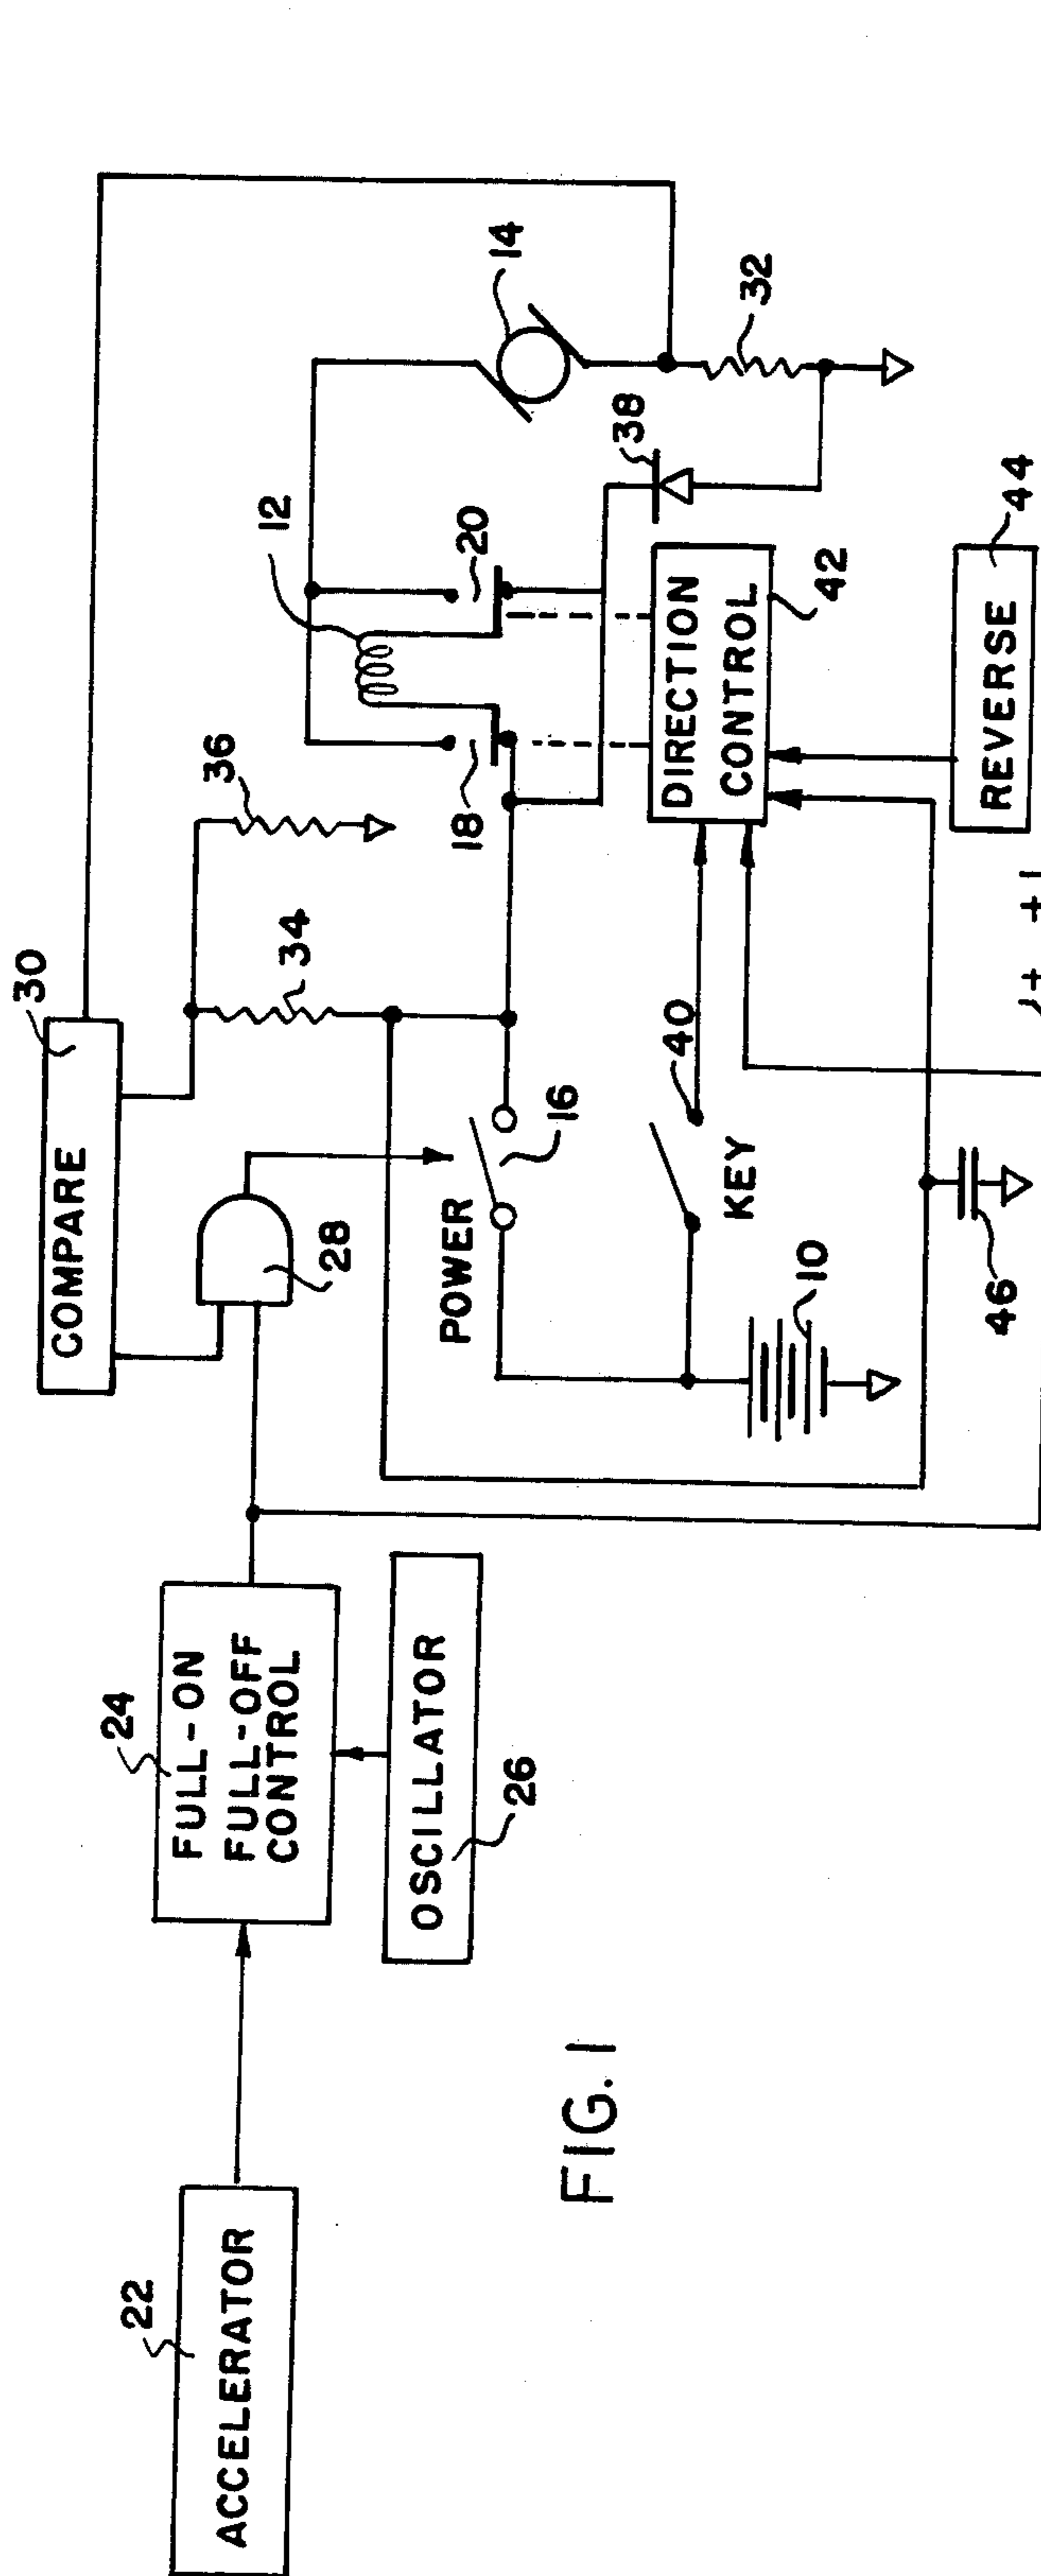 30
COMPARE
36
34
12
14
24
FULL-ON
FULL-OFF
CONTROL
28
22
ACCELERATOR
18
20
POWER
16
38
32
OSCILLATOR
26
40
KEY
DIRECTION
CONTROL
42
10
FIG. 1
46
REVERSE
44